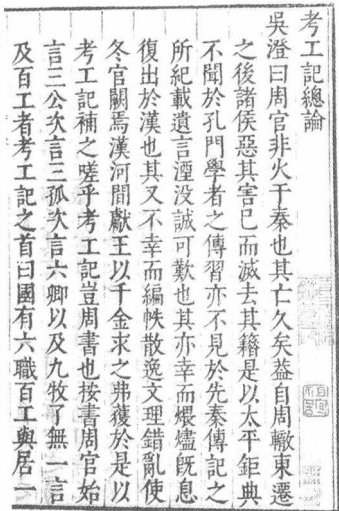 考工記總論
吳澄曰周官非火于秦也其亡久矣葢自周轍東遷
之後諸侯惡其害已而滅去其籍是以太平鉅典
不聞於孔門學者之傳習亦不見於先秦傳記之
所紀載遺言湮没誠可歎也其亦幸而煨燼旣息
復出於漢也其又不幸而編帙散逸文理錯亂使
冬官闕焉漢河間獻王以千金求之弗獲於是以
考工記補之嗟乎考工記豈周書也按書周官始
言三公次言三孤次言六卿以及九牧了無一言
及百工者考工記之首曰國有六職百工與居一